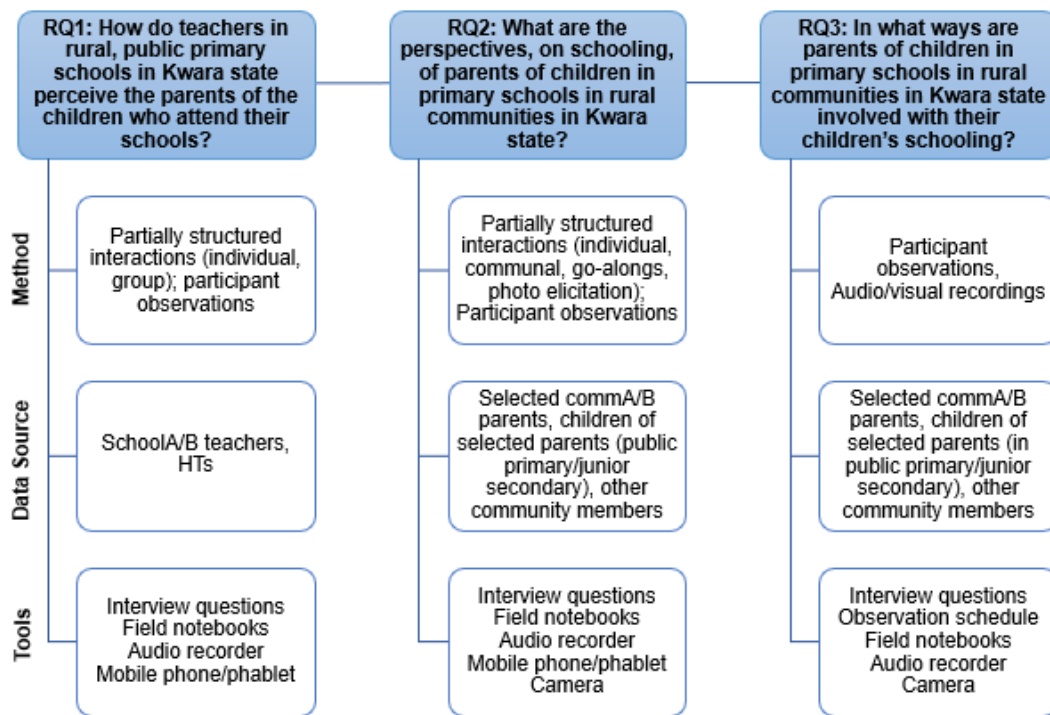 RQ1: How do teachers in
rural, public primary
schools in Kwara state
perceive the parents of the
children who attend their
schools?
RQ2: What are the
perspectives, on schooling,
of parents of children in
primary schools in rural
communities in Kwara
state?
RQ3: In what ways are
parents of children in
primary schools in rural
communities in Kwara state
involved with their
children's schooling?
Method
Partially structured
interactions (individual,
group); participant
observations
Partially structured
interactions (individual,
communal, go-alongs,
photo elicitation);
Participant observations
Participant
observations,
Audio/visual recordings
Data Source
SchoolA/B teachers,
HTs
Selected commA/B
parents, children of
selected parents (public
primary/junior
secondary), other
community members
Selected commA/B
parents, children of
selected parents (in
public primary/junior
secondary), other
community members
Tools
Interview questions
Field notebooks
Audio recorder
Mobile phone/phablet
Interview questions
Field notebooks
Audio recorder
Mobile phone/phablet
Camera
Interview questions
Observation schedule
Field notebooks
Audio recorder
Camera